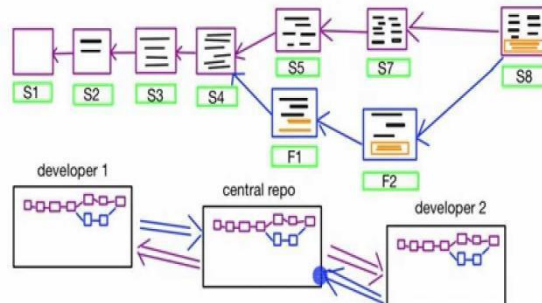 S1
S2
S3
S4
S5
S7
S8
F1
F2
developer 1
central repo
developer 2